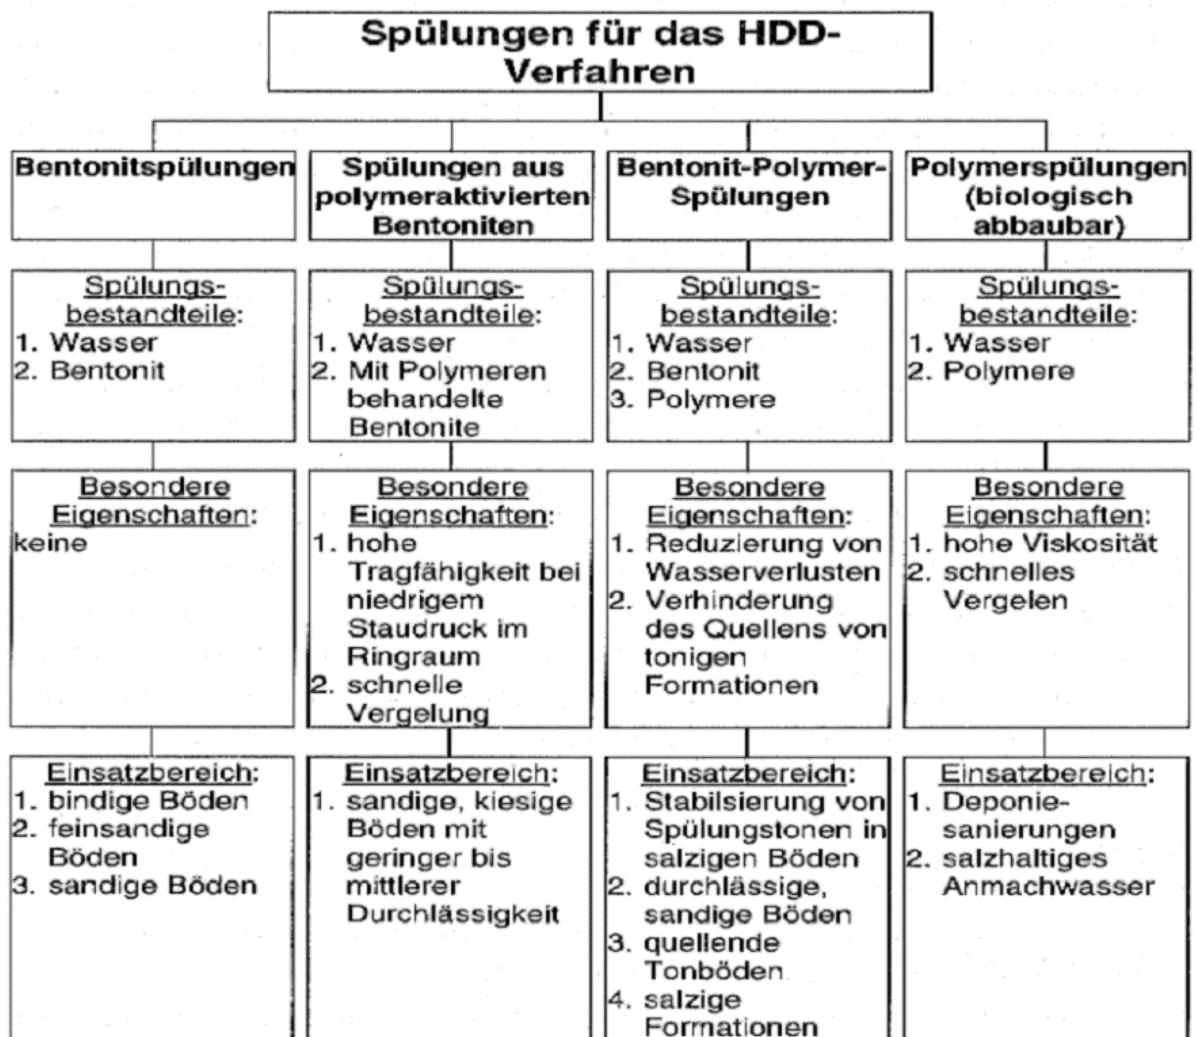 Spülungen für das HDD-
Verfahren
Bentonitspülungen
Spülungen aus
polymeraktivierten
Bentoniten
Bentonit-Polymer-
Spülungen
Polymerspülungen
(biologisch
abbaubar)
Spülungs-
bestandteile:
1. Wasser
2. Bentonit
Spülungs-
bestandteile:
1. Wasser
2. Mit Polymeren
behandelte
Bentonite
Spülungs-
bestandteile:
1. Wasser
2. Bentonit
3. Polymere
Spülungs-
bestandteile:
1. Wasser
2. Polymere
Besondere
Eigenschaften:
keine
Besondere
Eigenschaften:
1. hohe
Tragfähigkeit bei
niedrigem
Staudruck im
Ringraum
2. schnelle
Vergelung
Besondere
Eigenschaften:
1. Reduzierung von
Wasserverlusten
2. Verhinderung
des Quellens von
tonigen
Formationen
Besondere
Eigenschaften:
1. hohe Viskosität
2. schnelles
Vergelen
Einsatzbereich:
1. bindige Böden
2. feinsandige
Böden
3. sandige Böden
Einsatzbereich:
1. sandige, kiesige
Böden mit
geringer bis
mittlerer
Durchlässigkeit
Einsatzbereich:
1. Stabilsierung von
Spülungstonen in
salzigen Böden
2. durchlässige,
sandige Böden
3. quellende
Tonböden
4. salzige
Formationen
Einsatzbereich:
1. Deponie-
sanierungen
2. salzhaltiges
Anmachwasser